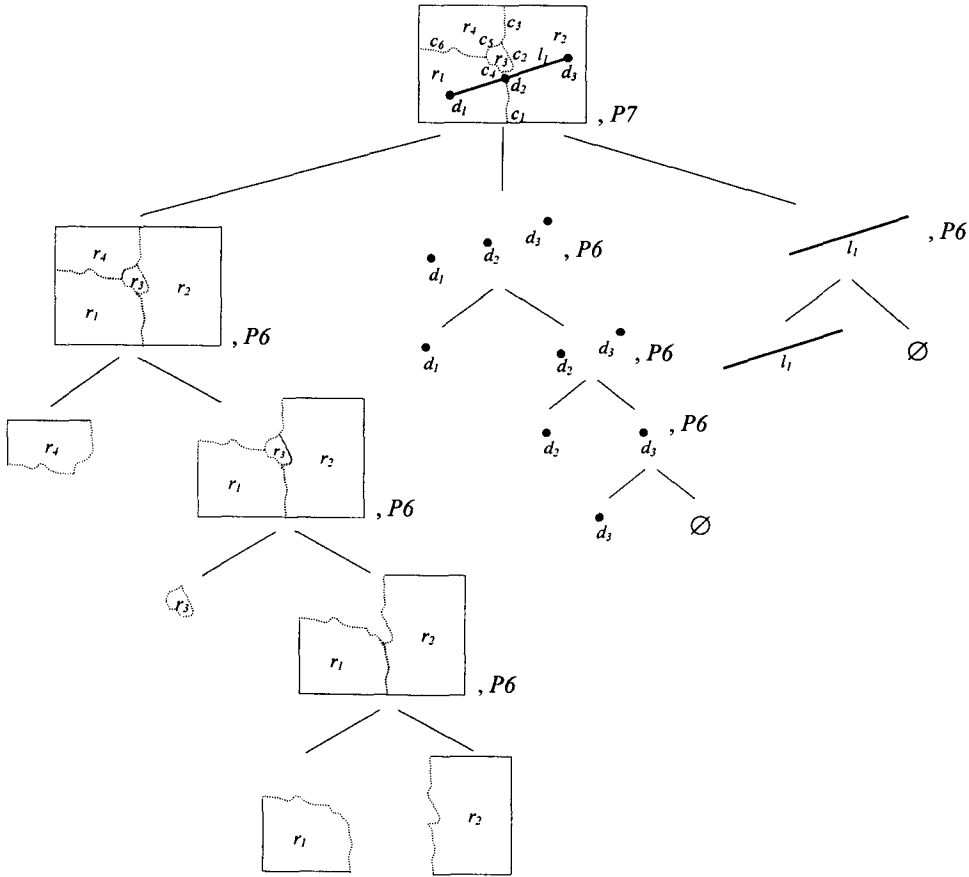 c3
r4 c5 r2
c6 c2
r3 l1
r1 c4 d2 d3
d1 c1 , P7
r4 r3 r2
r1 , P6
d3
d2 , P6
d1
l1 , P6
d1 d2 d3 , P6
l1 ∅
r4
r3 r2
r1 , P6
d2 d3 , P6
d3 ∅
r3
r1 r2
, P6
r1 r2